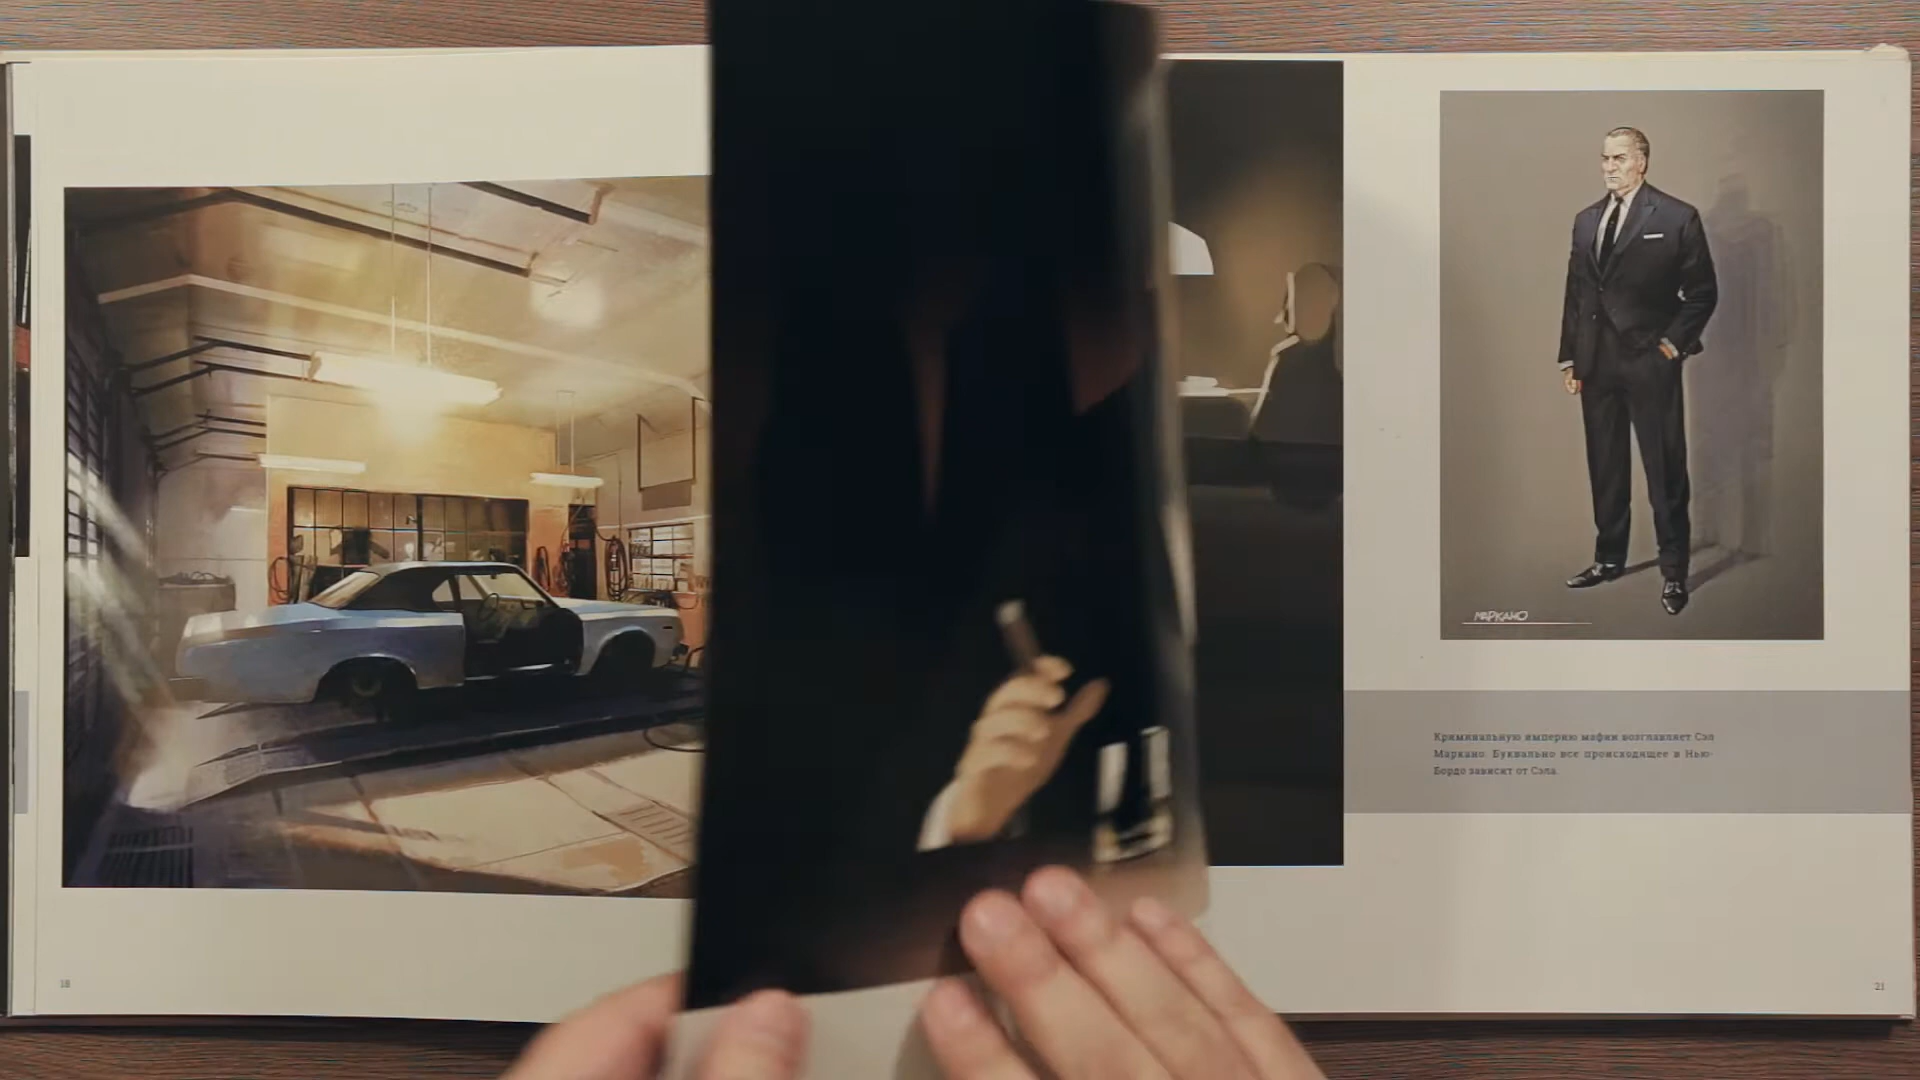 МАРКАНО
Криминальную империю мафии возглавляет Сэл
Маркано. Буквально все происходящее в Нью-
Бордо зависит от Сэла.
18
21